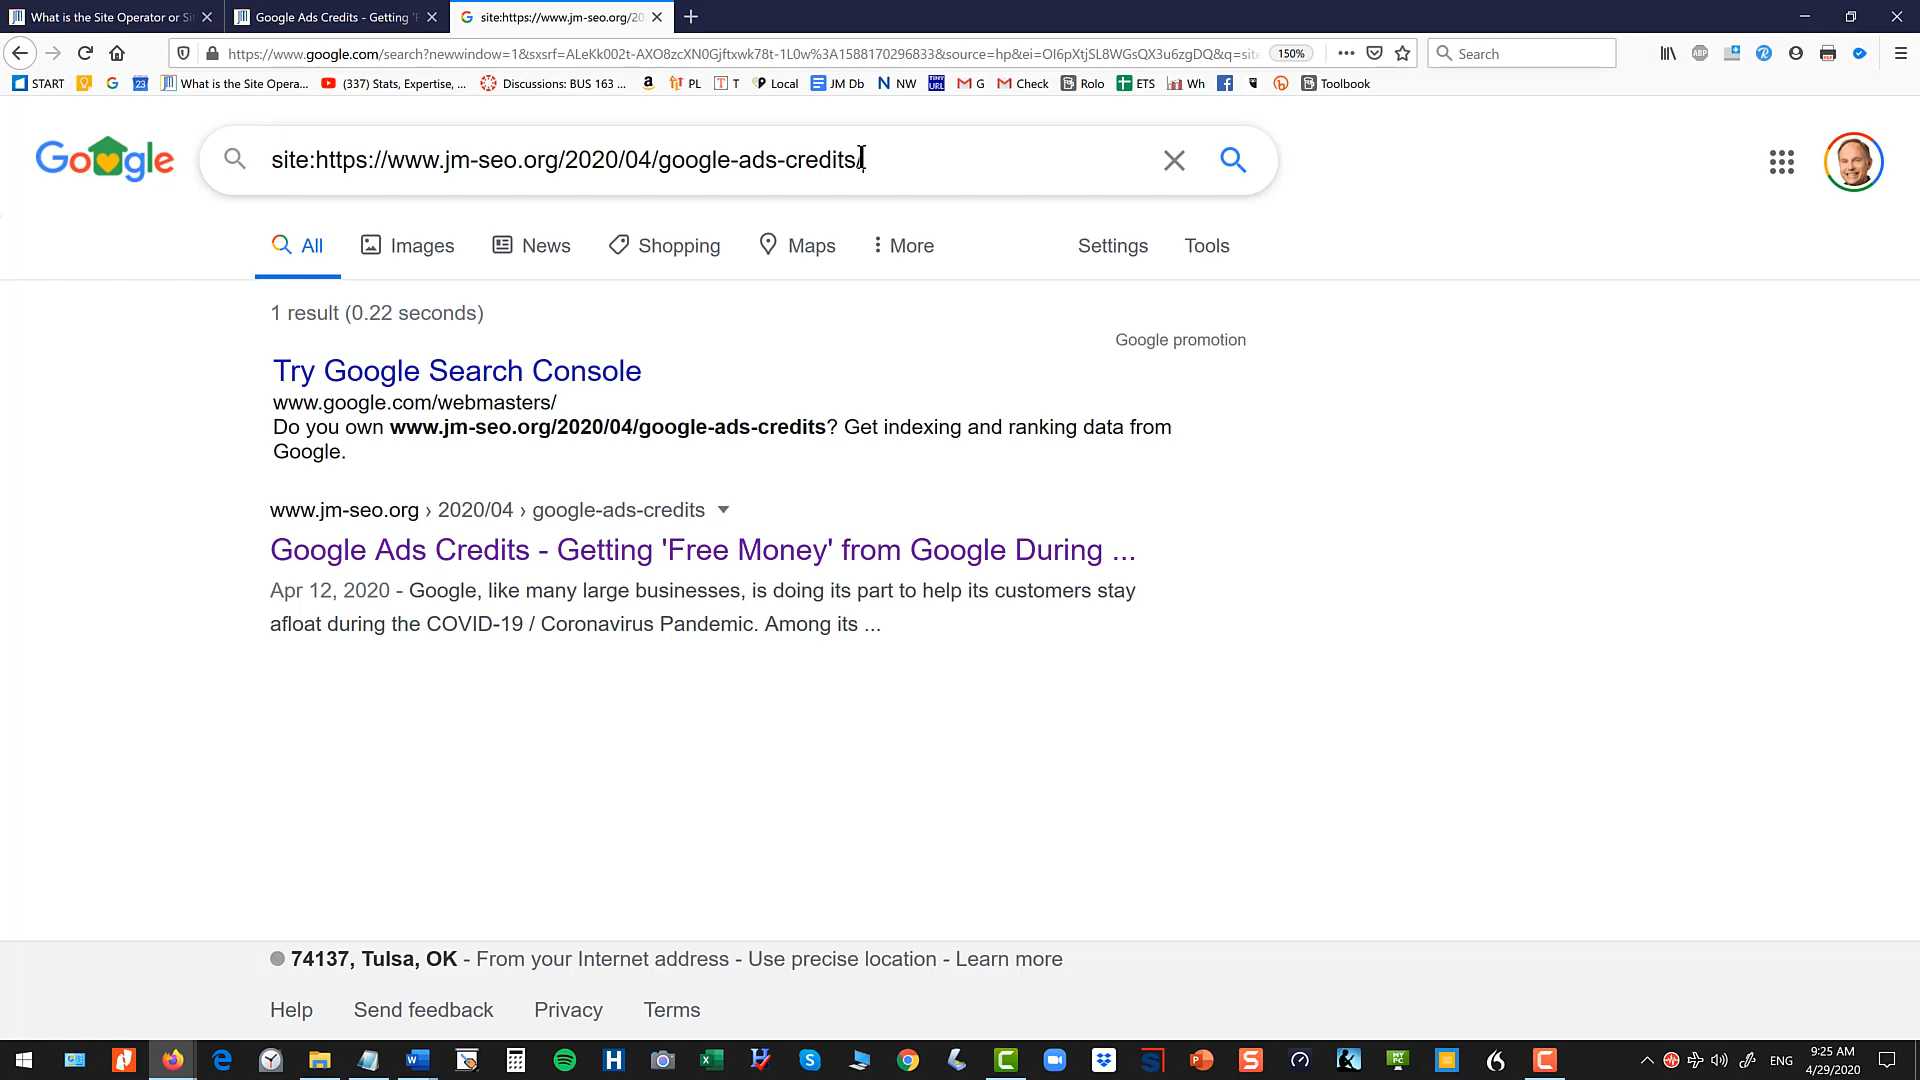 What is the Site Operator or Si
Google Ads Credits - Getting 'F
site:https://www.jm-seo.org/20
https://www.google.com/search?newwindow=1&sxsrf=ALeKk002t-AXO8zcXN0Gjftxwk78t-1L0w%3A1588170296833&source=hp&ei=OI6pXtjSL8WGsQX3u6zgDQ&q=sit
150%
Search
START
23
What is the Site Opera...
(337) Stats, Expertise, ...
Discussions: BUS 163 ...
PL
T
Local
JM Db
NW
G
Check
Rolo
ETS
Wh
Toolbook
Google
site:https://www.jm-seo.org/2020/04/google-ads-credits/
All
Images
News
Shopping
Maps
More
Settings
Tools
1 result (0.22 seconds)
Google promotion
Try Google Search Console
www.google.com/webmasters/
Do you own www.jm-seo.org/2020/04/google-ads-credits? Get indexing and ranking data from
Google.
www.jm-seo.org › 2020/04 › google-ads-credits
Google Ads Credits - Getting 'Free Money' from Google During ...
Apr 12, 2020 - Google, like many large businesses, is doing its part to help its customers stay
afloat during the COVID-19 / Coronavirus Pandemic. Among its ...
74137, Tulsa, OK - From your Internet address - Use precise location - Learn more
Help
Send feedback
Privacy
Terms
ENG
9:25 AM
4/29/2020